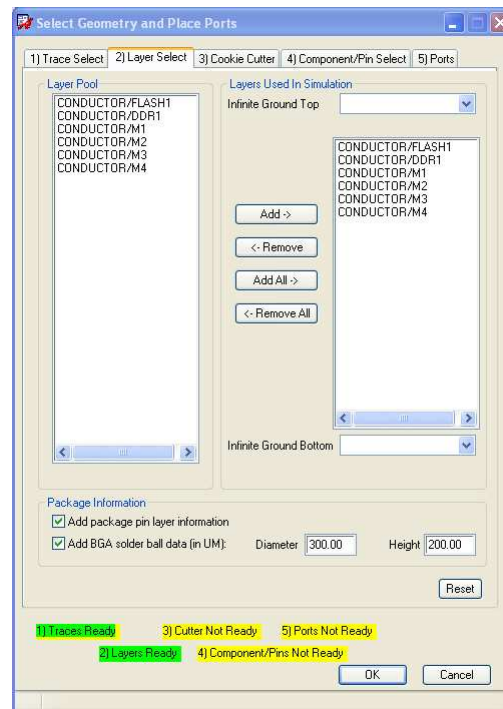 Select Geometry and Place Ports
1) Trace Select 2) Layer Select 3) Cookie Cutter 4) Component/Pin Select 5) Ports
Layer Pool
CONDUCTOR/FLASH1
CONDUCTOR/DDR1
CONDUCTOR/M1
CONDUCTOR/M2
CONDUCTOR/M3
CONDUCTOR/M4
Layers Used In Simulation
Infinite Ground Top
CONDUCTOR/FLASH1
CONDUCTOR/DDR1
CONDUCTOR/M1
CONDUCTOR/M2
CONDUCTOR/M3
CONDUCTOR/M4
Add ->
<- Remove
Add All ->
<- Remove All
Infinite Ground Bottom
Package Information
Add package pin layer information
Add BGA solder ball data (in UM): Diameter 300.00 Height 200.00
Reset
1) Traces Ready 3) Cutter Not Ready 5) Ports Not Ready
2) Layers Ready 4) Component/Pins Not Ready
OK Cancel